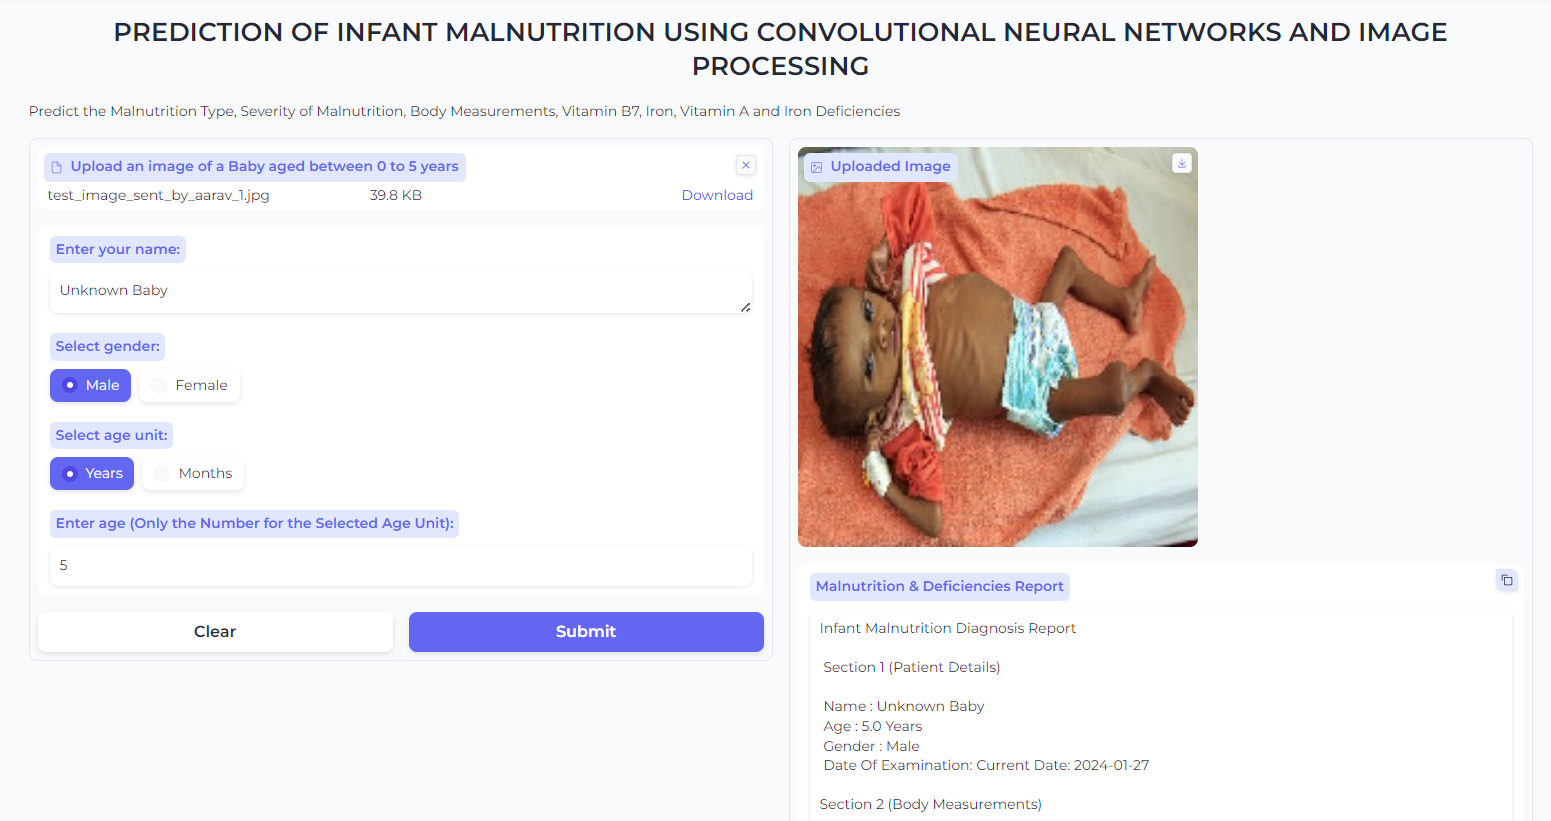 PREDICTION OF INFANT MALNUTRITION USING CONVOLUTIONAL NEURAL NETWORKS AND IMAGE
PROCESSING
Predict the Malnutrition Type, Severity of Malnutrition, Body Measurements, Vitamin B7, Iron, Vitamin A and Iron Deficiencies
Upload an image of a Baby aged between 0 to 5 years
test_image_sent_by_aarav_1.jpg 39.8 KB Download
Enter your name:
Unknown Baby
Select gender:
Male Female
Select age unit:
Years Months
Enter age (Only the Number for the Selected Age Unit):
5
Clear Submit
Uploaded Image
Malnutrition & Deficiencies Report
Infant Malnutrition Diagnosis Report
Section 1 (Patient Details)
Name : Unknown Baby
Age : 5.0 Years
Gender : Male
Date Of Examination: Current Date: 2024-01-27
Section 2 (Body Measurements)